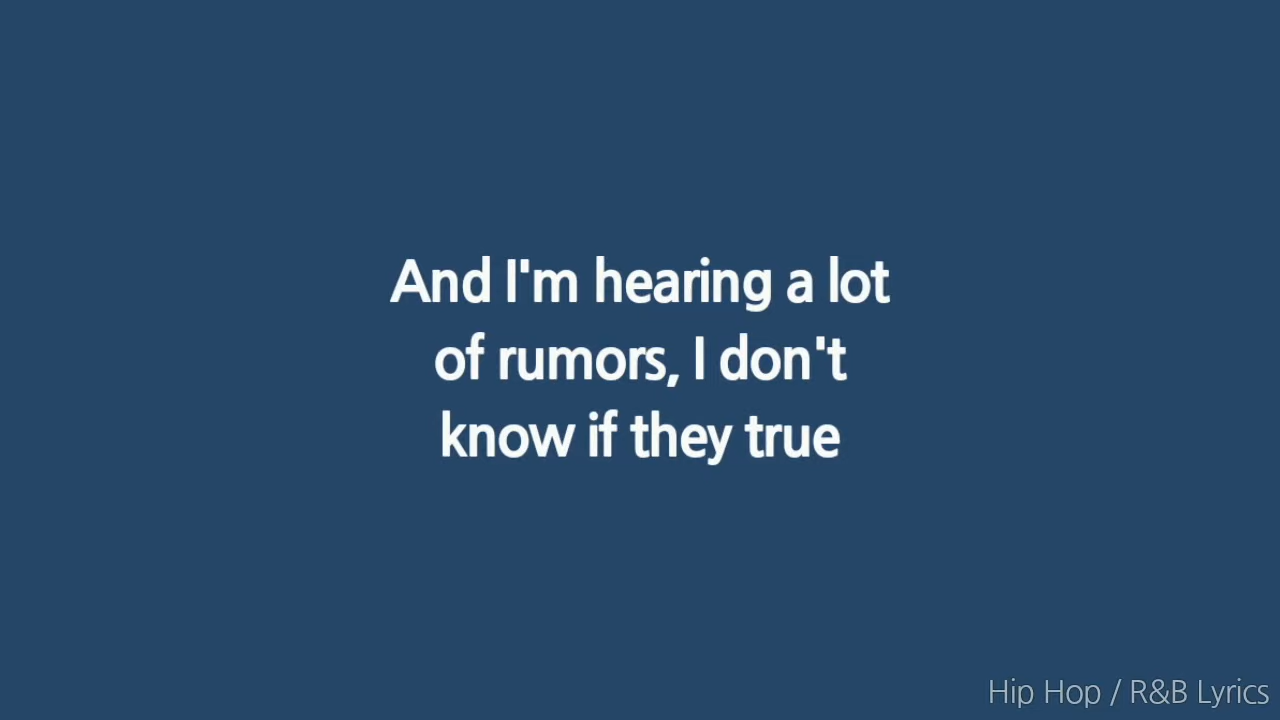 And I'm hearing a lot
of rumors, I don't
know if they true
Hip Hop / R&B Lyrics